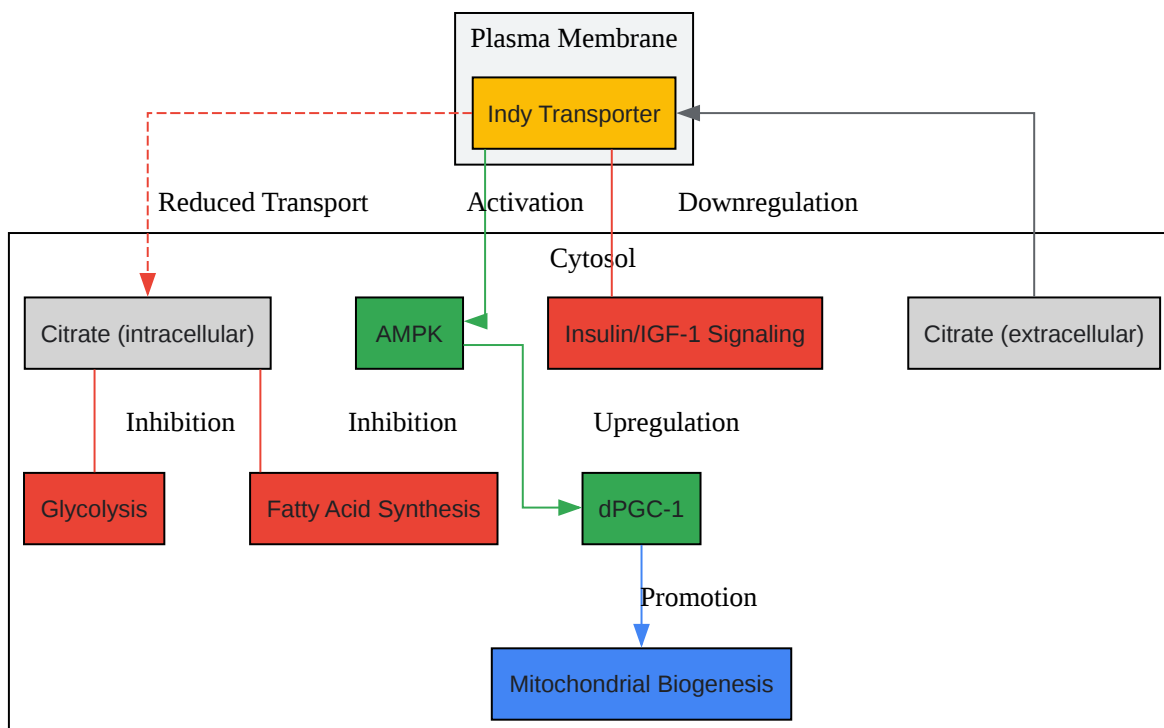 Plasma Membrane
Indy Transporter
Reduced Transport
Activation
Downregulation
Cytosol
Citrate (intracellular)
AMPK
Insulin/IGF-1 Signaling
Citrate (extracellular)
Inhibition
Inhibition
Upregulation
Glycolysis
Fatty Acid Synthesis
dPGC-1
Promotion
Mitochondrial Biogenesis